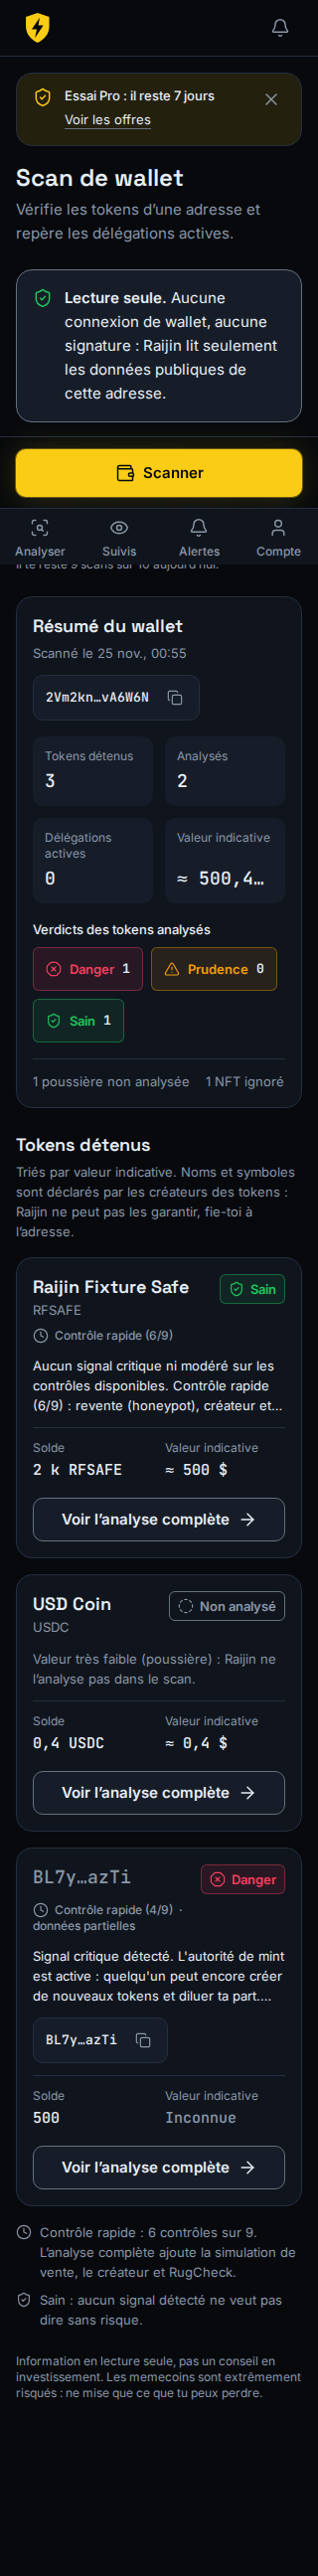 Essai Pro : il reste 7 jours
Voir les offres
Scan de wallet
Vérifie les tokens d’une adresse et
repère les délégations actives.
Lecture seule. Aucune
connexion de wallet, aucune
signature : Raijin lit seulement
les données publiques de
cette adresse.
Scanner
Analyser Suivis Alertes Compte
Il te reste 9 scans sur 10 aujourd'hui.
Résumé du wallet
Scanné le 25 nov., 00:55
2Vm2kn…vA6W6N
Tokens détenus Analysés
3 2
Délégations
actives Valeur indicative
0 ≈ 500,4…
Verdicts des tokens analysés
Danger 1 Prudence 0
Sain 1
1 poussière non analysée 1 NFT ignoré
Tokens détenus
Triés par valeur indicative. Noms et symboles
sont déclarés par les créateurs des tokens :
Raijin ne peut pas les garantir, fie-toi à
l’adresse.
Raijin Fixture Safe Sain
RFSAFE
Contrôle rapide (6/9)
Aucun signal critique ni modéré sur les
contrôles disponibles. Contrôle rapide
(6/9) : revente (honeypot), créateur et…
Solde Valeur indicative
2 k RFSAFE ≈ 500 $
Voir l’analyse complète
USD Coin Non analysé
USDC
Valeur très faible (poussière) : Raijin ne
l’analyse pas dans le scan.
Solde Valeur indicative
0,4 USDC ≈ 0,4 $
Voir l’analyse complète
BL7y…azTi Danger
Contrôle rapide (4/9) ·
données partielles
Signal critique détecté. L'autorité de mint
est active : quelqu'un peut encore créer
de nouveaux tokens et diluer ta part.…
BL7y…azTi
Solde Valeur indicative
500 Inconnue
Voir l’analyse complète
Contrôle rapide : 6 contrôles sur 9.
L’analyse complète ajoute la simulation de
vente, le créateur et RugCheck.
Sain : aucun signal détecté ne veut pas
dire sans risque.
Information en lecture seule, pas un conseil en
investissement. Les memecoins sont extrêmement
risqués : ne mise que ce que tu peux perdre.